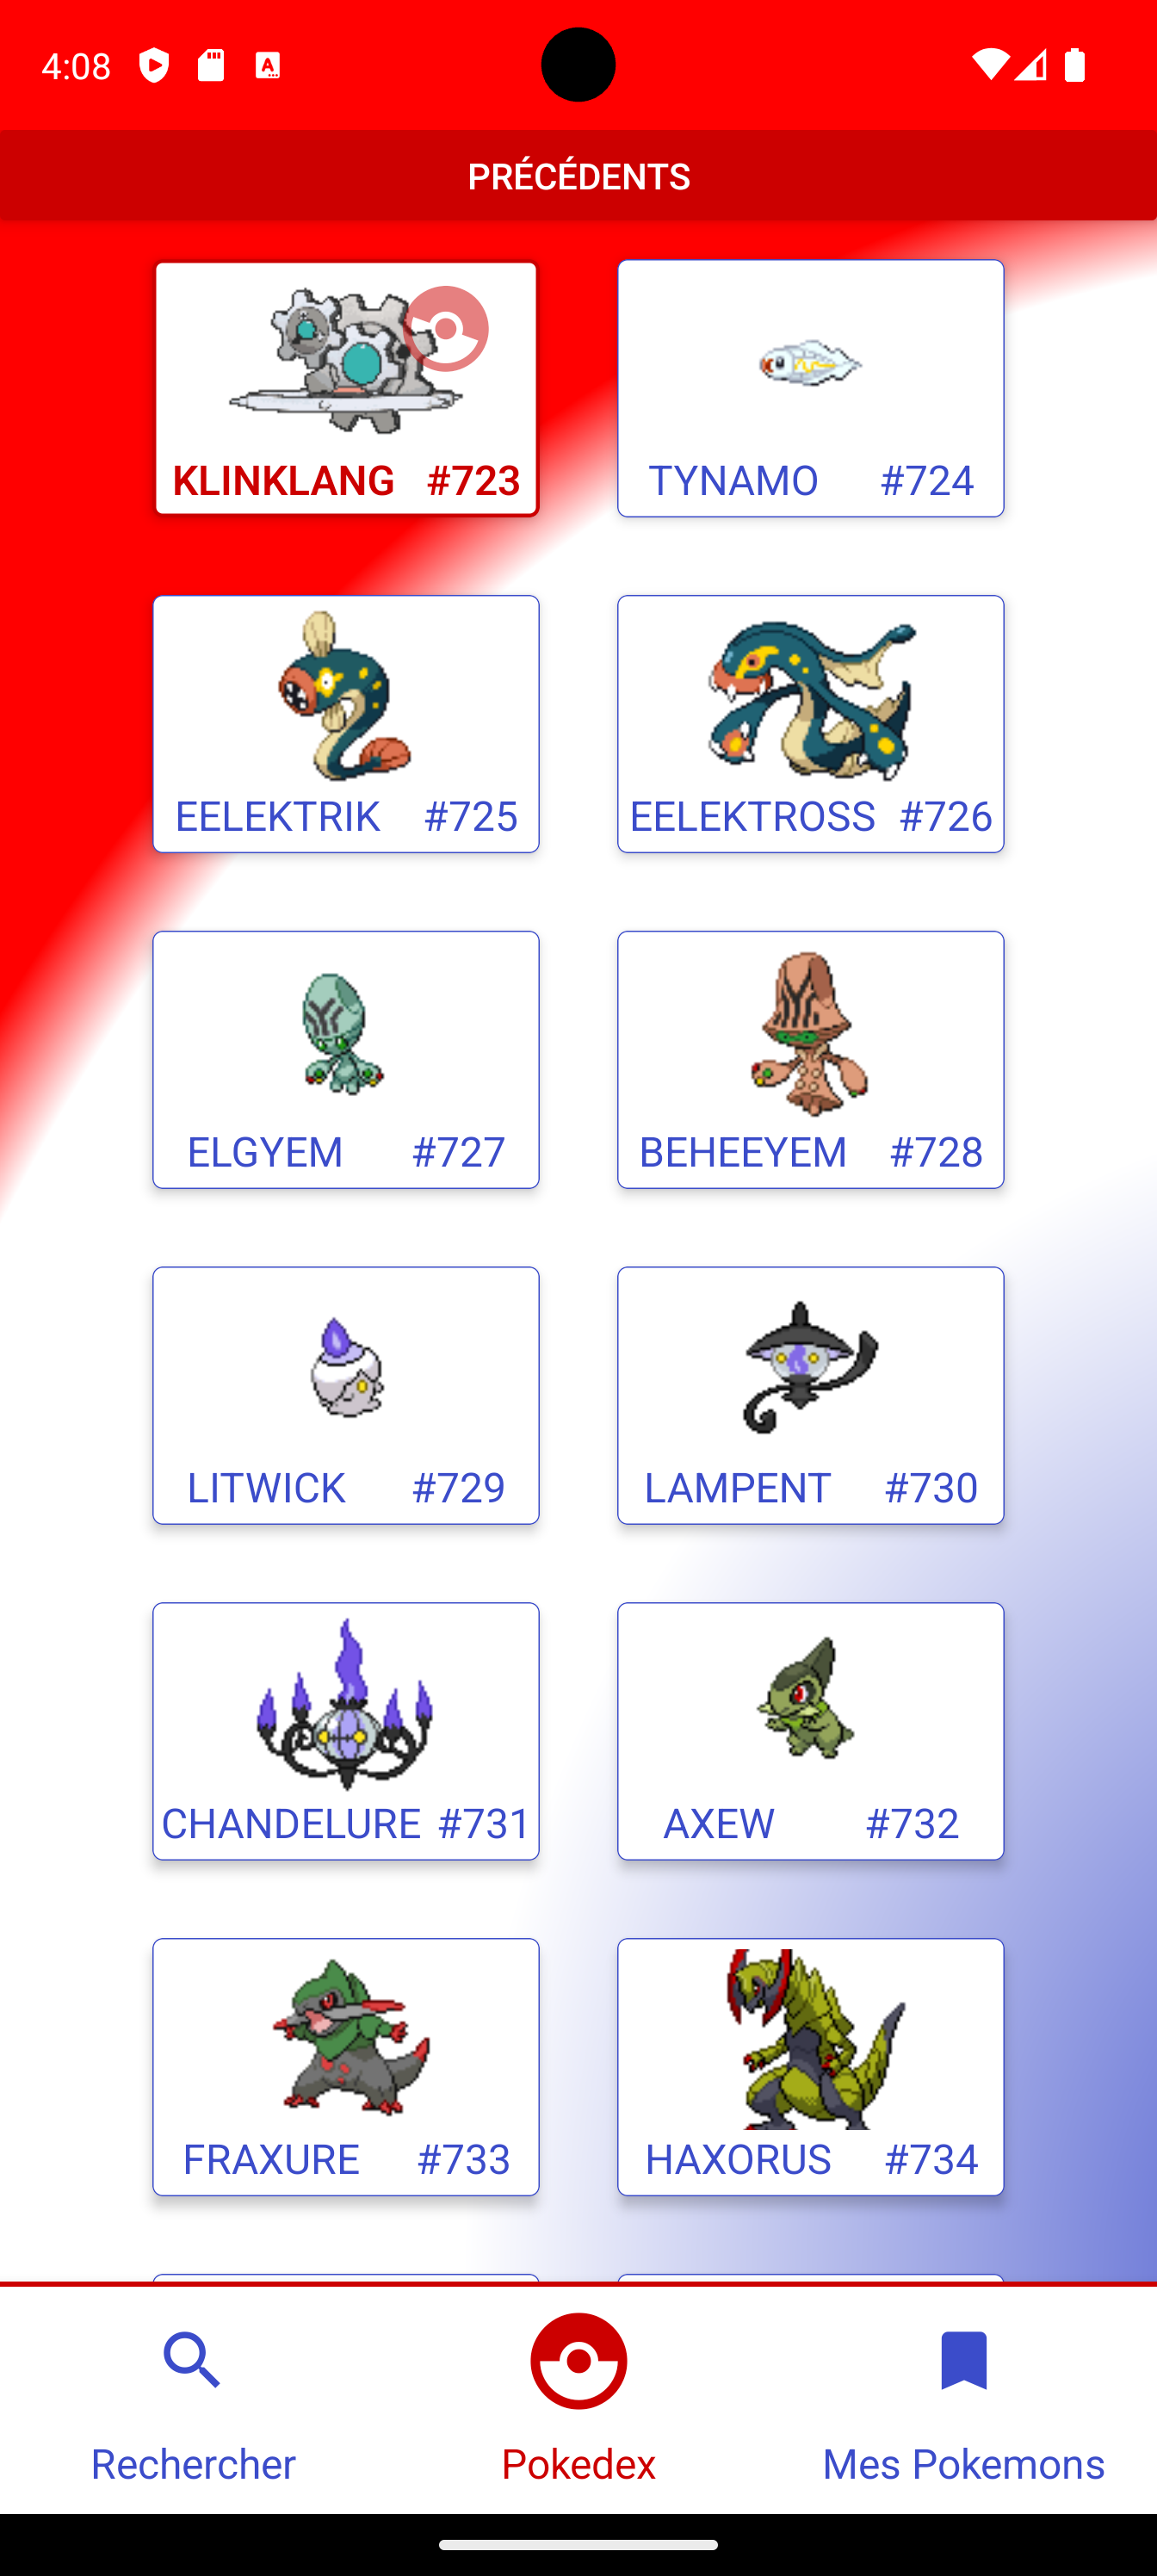 4:08
PRÉCÉDENTS
KLINKLANG #723
TYNAMO #724
EELEKTRIK #725
EELEKTROSS #726
ELGYEM #727
BEHEEYEM #728
LITWICK #729
LAMPENT #730
CHANDELURE #731
AXEW #732
FRAXURE #733
HAXORUS #734
Rechercher
Pokedex
Mes Pokemons